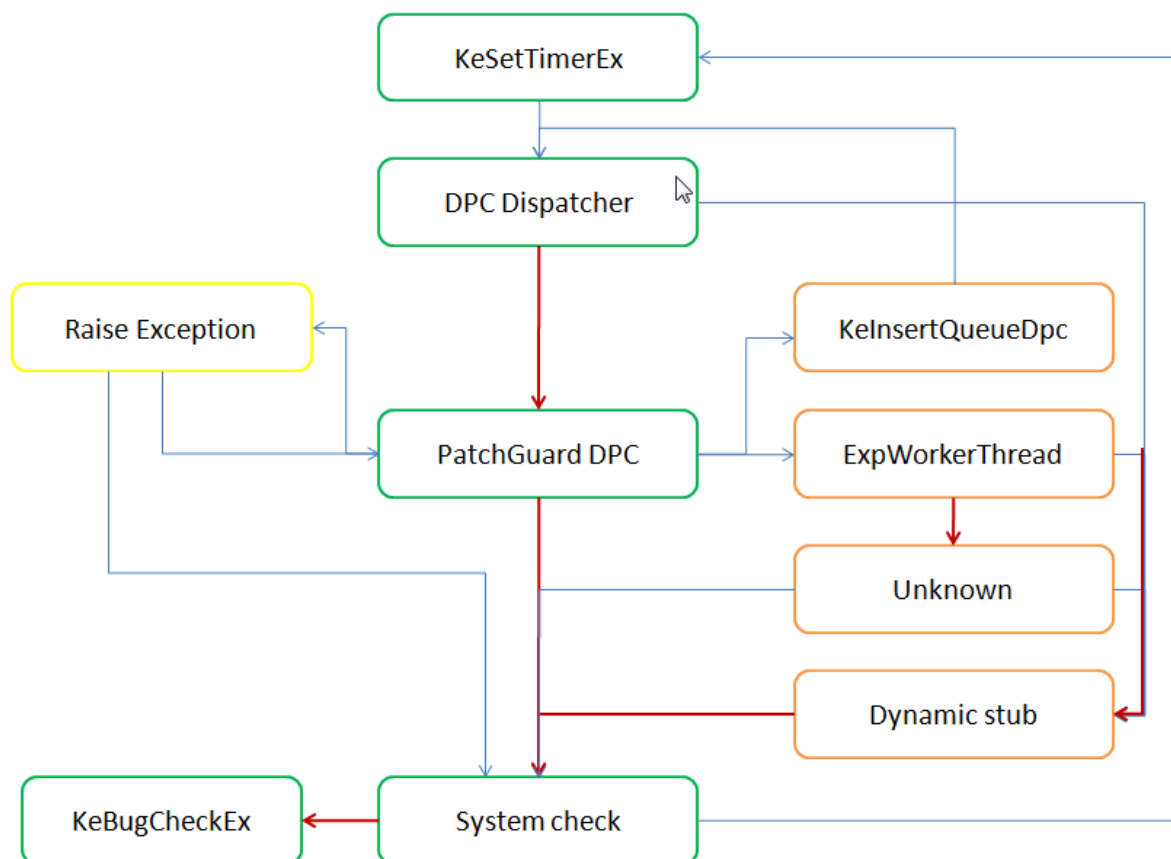 KeSetTimerEx
DPC Dispatcher
Raise Exception
KeInsertQueueDpc
PatchGuard DPC
ExpWorkerThread
Unknown
Dynamic stub
KeBugCheckEx
System check